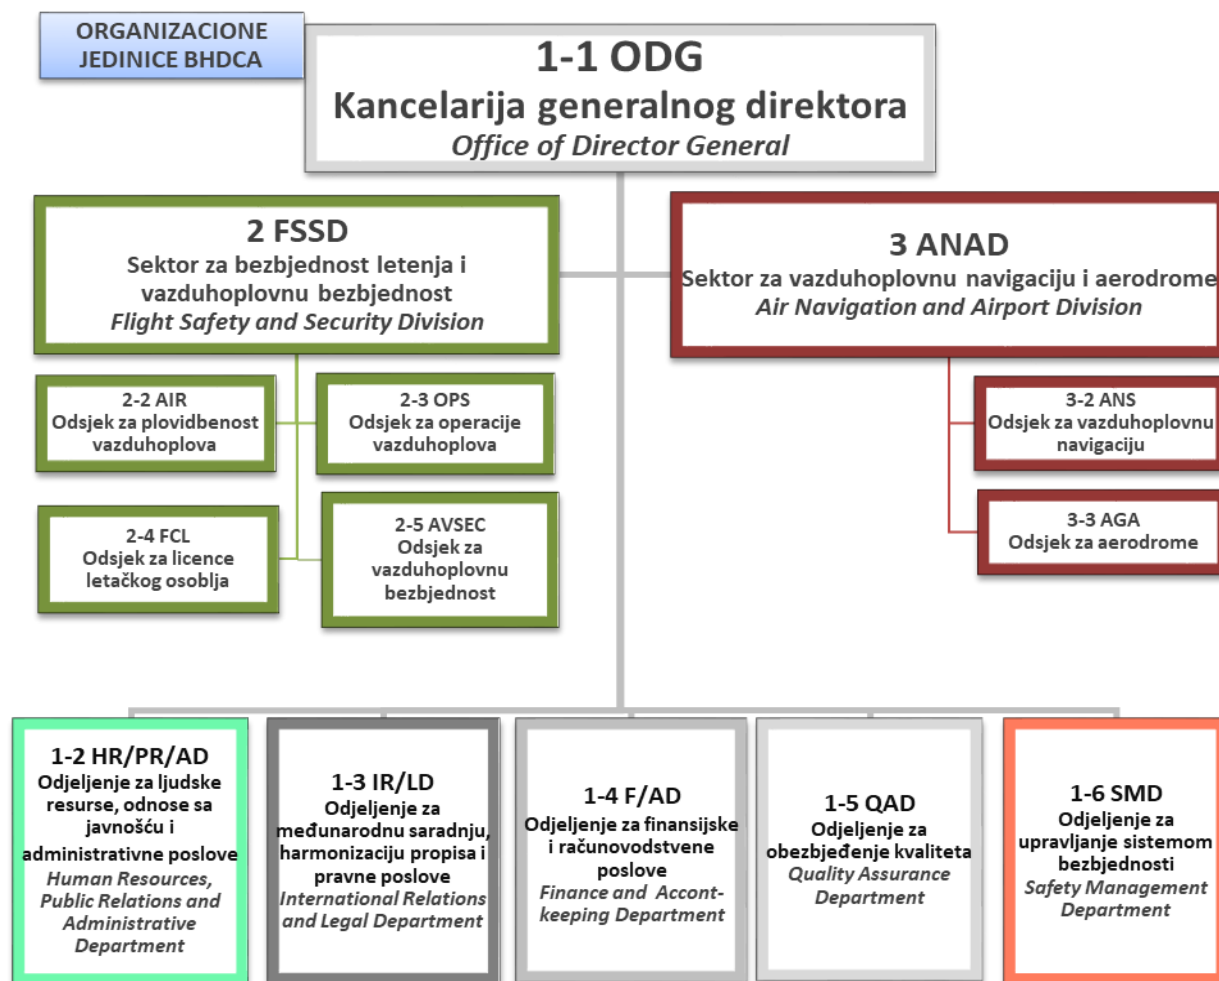 ORGANIZACIONE
JEDINICE BHDCA
1-1 ODG
Kancelarija generalnog direktora
Office of Director General
2 FSSD
Sektor za bezbjednost letenja i
vazduhoplovnu bezbjednost
Flight Safety and Security Division
3 ANAD
Sektor za vazduhoplovnu navigaciju i aerodrome
Air Navigation and Airport Division
2-2 AIR
Odsjek za plovidbenost
vazduhoplova
2-3 OPS
Odsjek za operacije
vazduhoplova
3-2 ANS
Odsjek za vazduhoplovnu
navigaciju
2-4 FCL
Odsjek za licence
letačkog osoblja
2-5 AVSEC
Odsjek za
vazduhoplovnu
bezbjednost
3-3 AGA
Odsjek za aerodrome
1-2 HR/PR/AD
Odjeljenje za ljudske
resurse, odnose sa
javnošću i
administrativne poslove
Human Resources,
Public Relations and
Administrative
Department
1-3 IR/LD
Odjeljenje za
međunarodnu saradnju,
harmonizaciju propisa i
pravne poslove
International Relations
and Legal Department
1-4 F/AD
Odjeljenje za finansijske
i računovodstvene
poslove
Finance and Accont-
keeping Department
1-5 QAD
Odjeljenje za
obezbjeđenje kvaliteta
Quality Assurance
Department
1-6 SMD
Odjeljenje za
upravljanje sistemom
bezbjednosti
Safety Management
Department